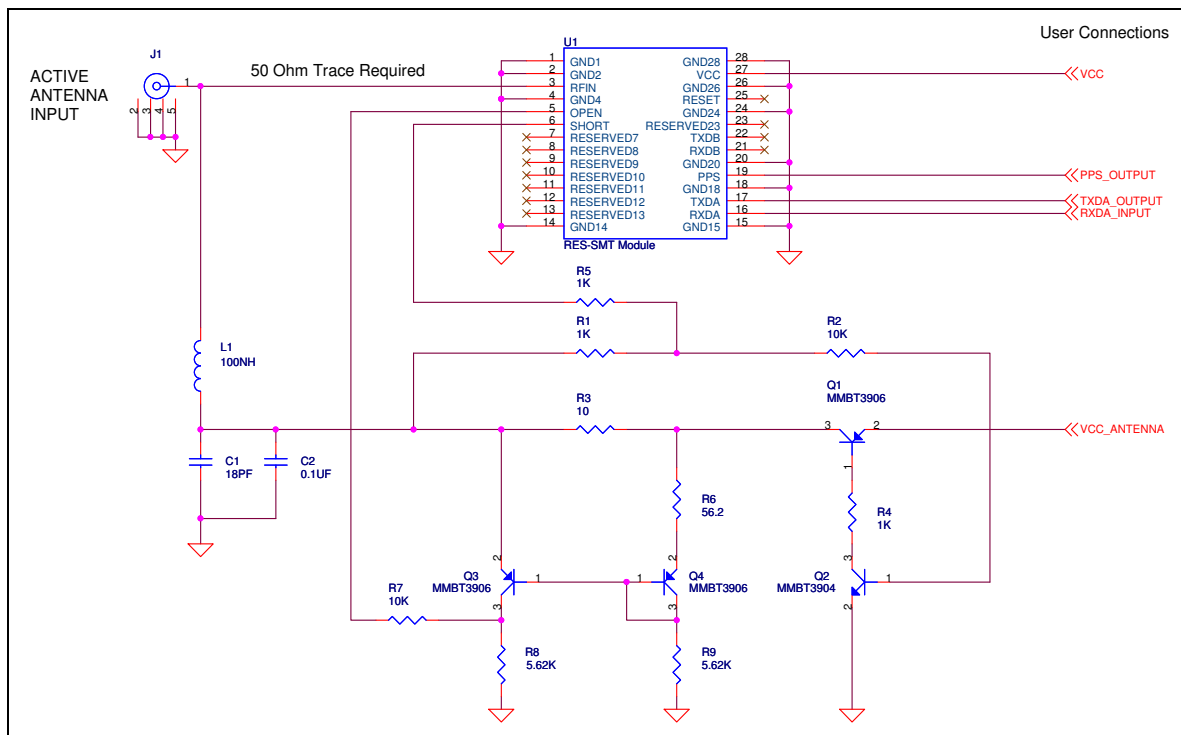 User Connections
ACTIVE
ANTENNA
INPUT
J1
1
2
3
4
5
50 Ohm Trace Required
U1
1 GND1
2 GND2
3 RFIN
4 GND4
5 OPEN
6 SHORT
7 RESERVED7
8 RESERVED8
9 RESERVED9
10 RESERVED10
11 RESERVED11
12 RESERVED12
13 RESERVED13
14 GND14
GND28 28
VCC 27
GND26 26
RESET 25
GND24 24
RESERVED23 23
TXDB 22
RXDB 21
GND20 20
PPS 19
GND18 18
TXDA 17
RXDA 16
GND15 15
RES-SMT Module
VCC
PPS_OUTPUT
TXDA_OUTPUT
RXDA_INPUT
R5
1K
R1
1K
R2
10K
L1
100NH
R3
10
Q1
MMBT3906
3
2
1
VCC_ANTENNA
C1
18PF
C2
0.1UF
R6
56.2
R4
1K
Q3
MMBT3906
2
1
3
Q4
MMBT3906
2
1
3
Q2
MMBT3904
3
1
2
R7
10K
R8
5.62K
R9
5.62K